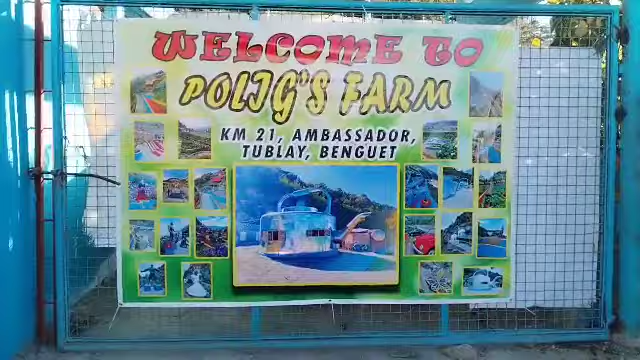 WELCOME TO
POLIG'S FARM
KM 21, AMBASSADOR,
TUBLAY, BENGUET